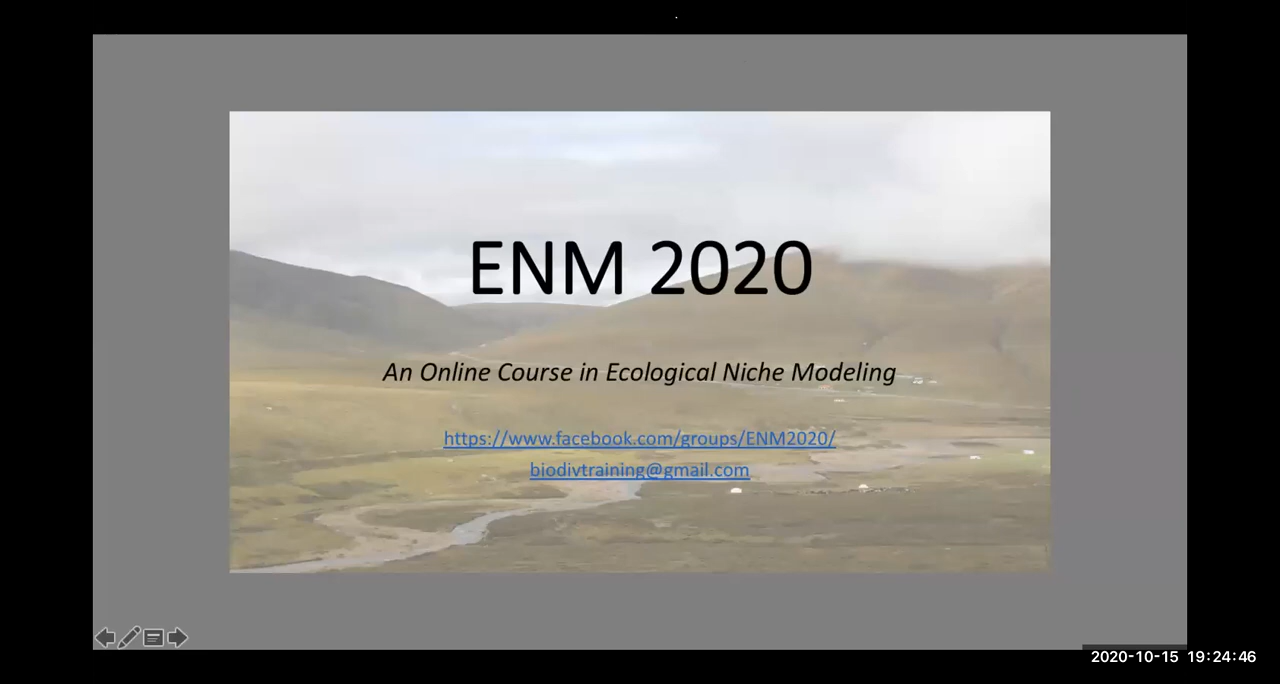 ENM 2020
An Online Course in Ecological Niche Modeling
https://www.facebook.com/groups/ENM2020/
biodivtraining@gmail.com
2020-10-15 19:24:46